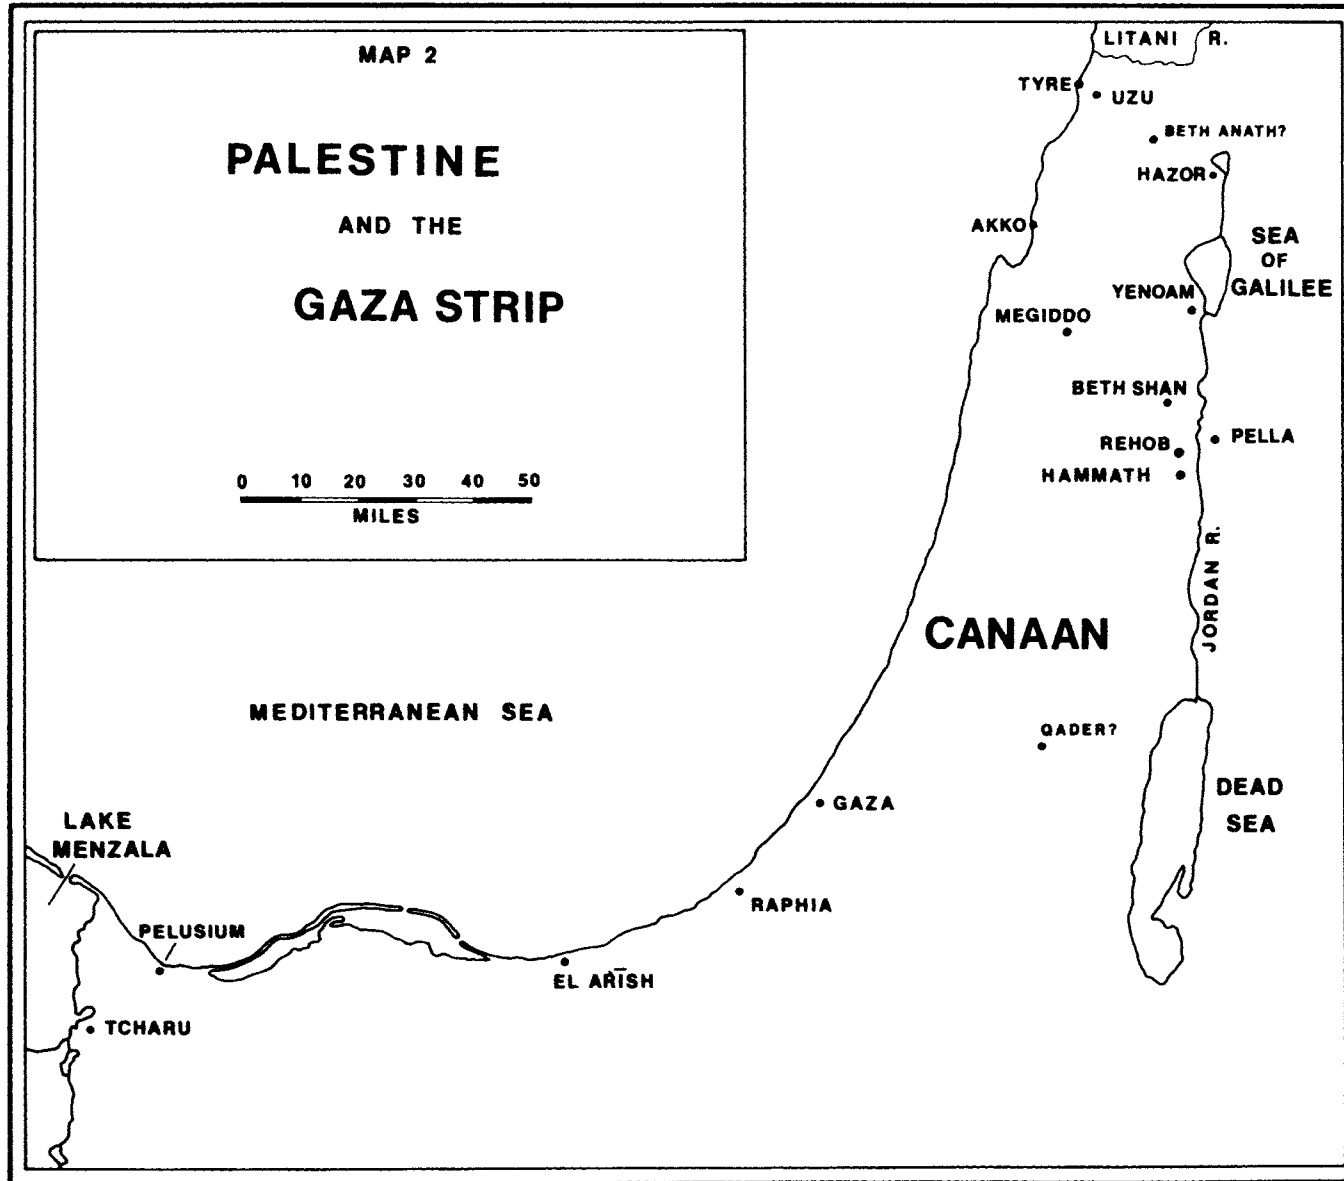 MAP 2
PALESTINE
AND THE
GAZA STRIP
0 10 20 30 40 50
MILES
LITANI R.
TYRE
UZU
BETH ANATH?
HAZOR
AKKO
SEA
OF
GALILEE
YENOAM
MEGIDDO
BETH SHAN
REHOB
PELLA
HAMMATH
JORDAN R.
CANAAN
MEDITERRANEAN SEA
QADER?
DEAD
SEA
GAZA
LAKE
MENZALA
RAPHIA
PELUSIUM
EL ARĪSH
TCHARU